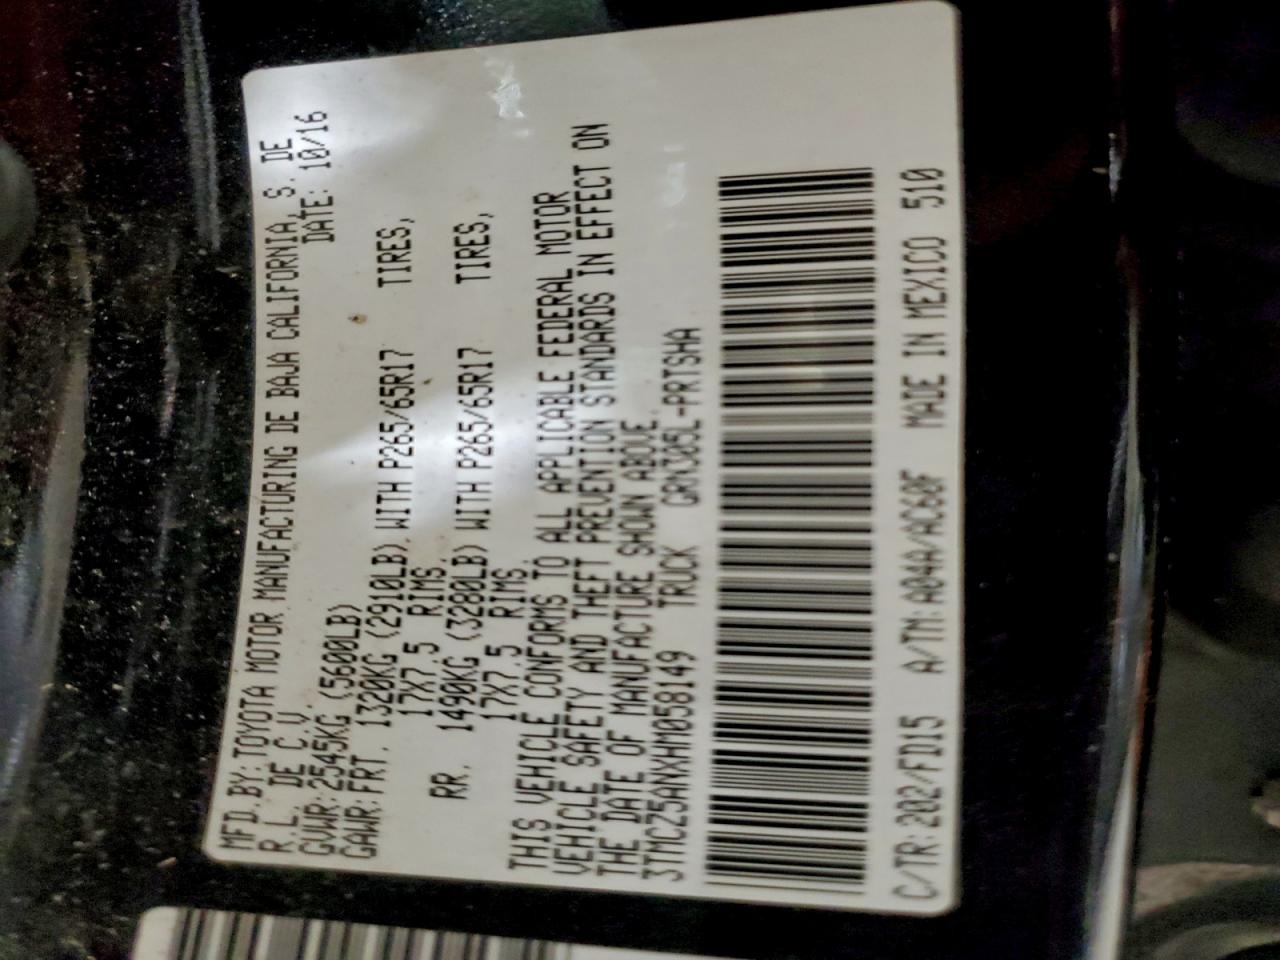 MFD.BY:TOYOTA MOTOR MANUFACTURING DE BAJA CALIFORNIA, S. DE
R.L. DE C.V. DATE: 10/16
GVWR:2545KG (5600LB)
GAWR:FRT. 1320KG (2910LB) WITH P265/65R17 TIRES,
17X7.5 RIMS.
RR. 1490KG (3280LB) WITH P265/65R17 TIRES,
17X7.5 RIMS.
THIS VEHICLE CONFORMS TO ALL APPLICABLE FEDERAL MOTOR
VEHICLE SAFETY AND THEFT PREVENTION STANDARDS IN EFFECT ON
THE DATE OF MANUFACTURE SHOWN ABOVE.
3TMCZ5ANXHM058149 TRUCK GRN305L-PRTSHA
C/TR:202/FD15 A/TM:A04A/AC60F MADE IN MEXICO 510